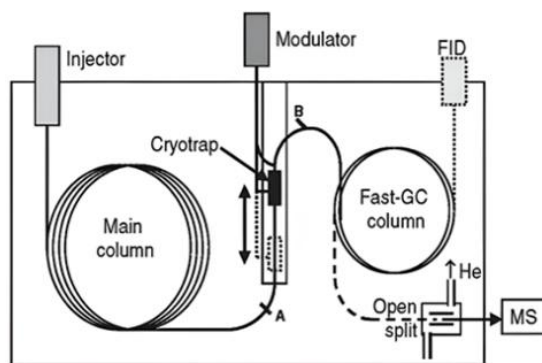 Injector
Modulator
FID
B
Cryotrap
Main
column
Fast-GC
column
He
Open
split
MS
A